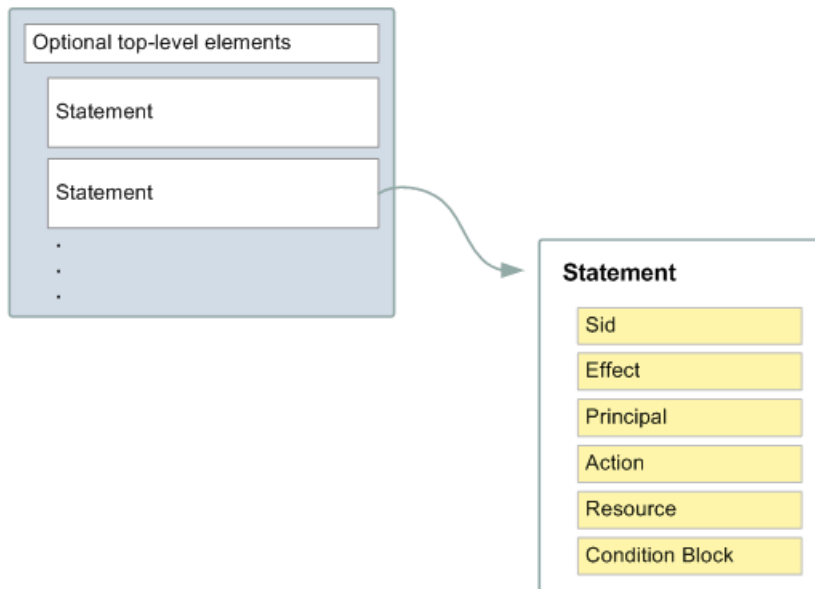 Optional top-level elements
Statement
Statement
.
.
.
Statement
Sid
Effect
Principal
Action
Resource
Condition Block